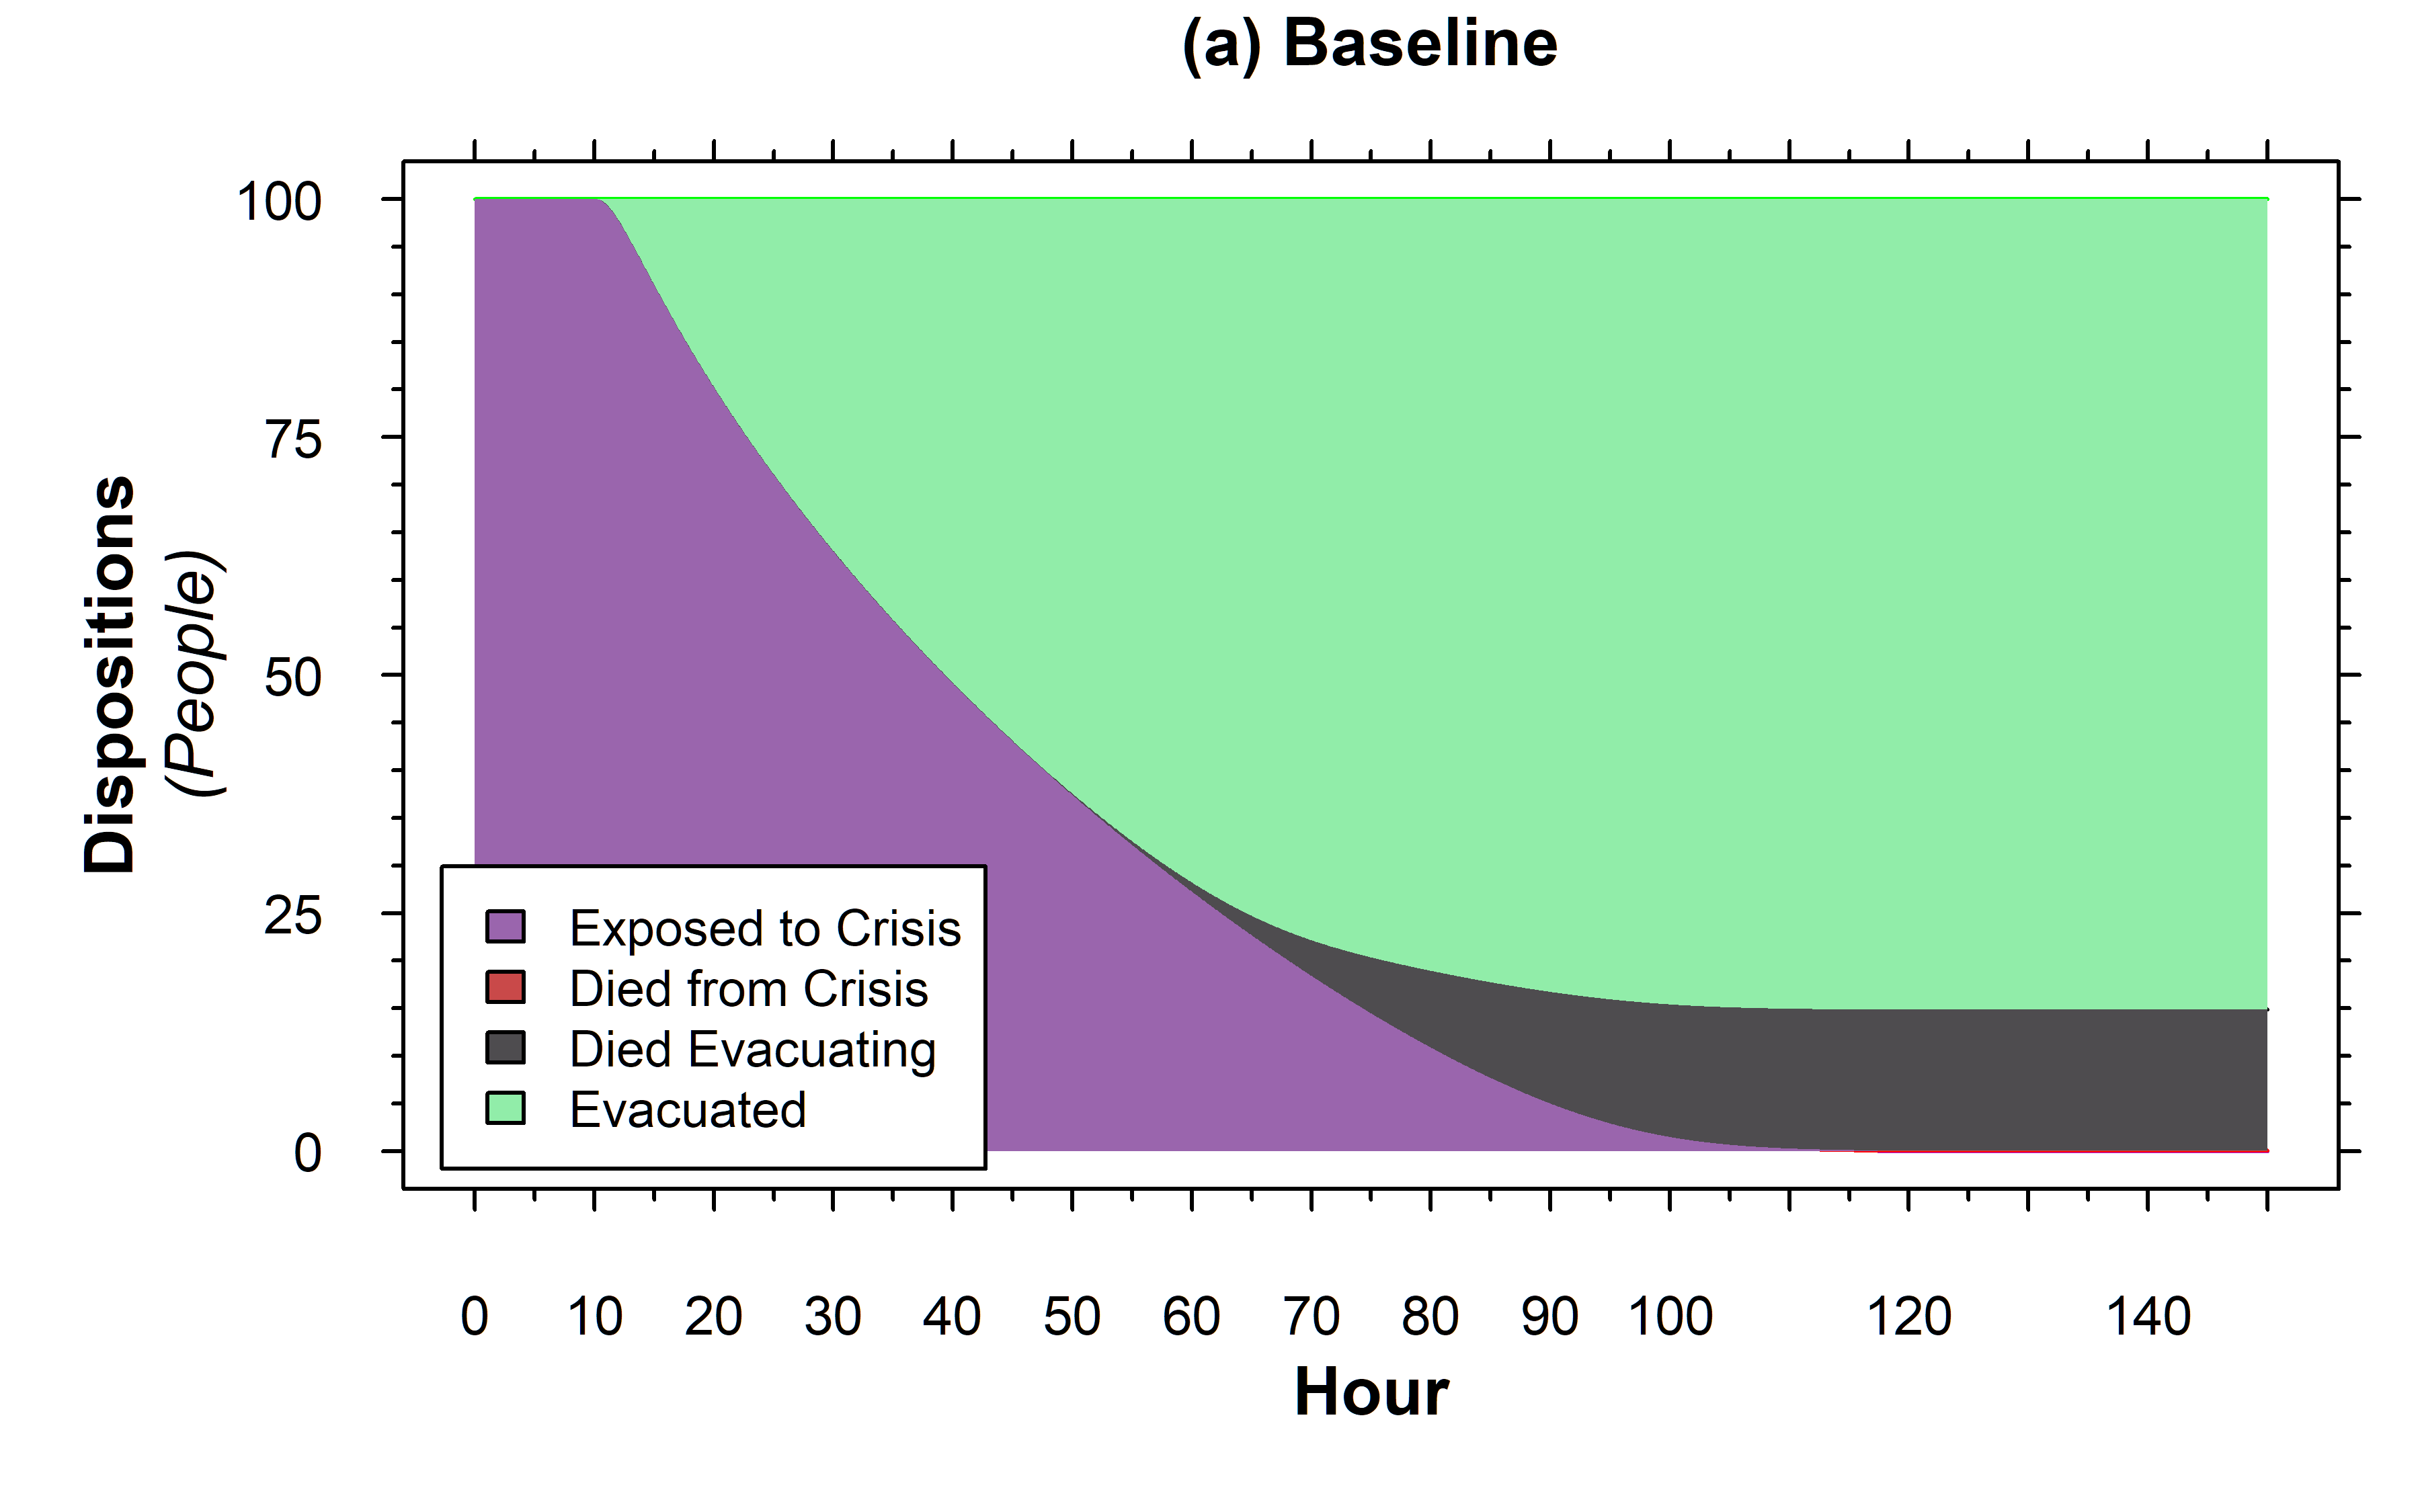 (a) Baseline
100
75
50
25
0
Dispositions
(People)
Exposed to Crisis
Died from Crisis
Died Evacuating
Evacuated
0 10 20 30 40 50 60 70 80 90 100 120 140
Hour